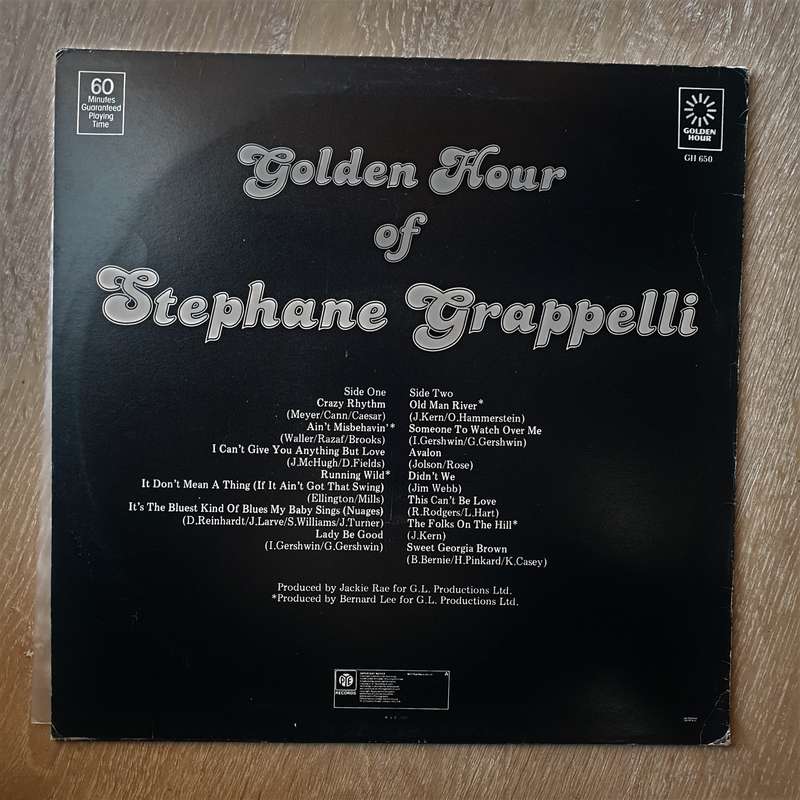 60
Minutes
Guaranteed
Playing
Time
GOLDEN
HOUR
GH 650
Golden Hour
of
Stephane Grappelli
Side One
Crazy Rhythm
(Meyer/Cann/Caesar)
Ain't Misbehavin'*
(Waller/Razaf/Brooks)
I Can't Give You Anything But Love
(J.McHugh/D.Fields)
Running Wild*
It Don't Mean A Thing (If It Ain't Got That Swing)
(Ellington/Mills)
It's The Bluest Kind Of Blues My Baby Sings (Nuages)
(D.Reinhardt/J.Larve/S.Williams/J.Turner)
Lady Be Good
(I.Gershwin/G.Gershwin)
Side Two
Old Man River*
(J.Kern/O.Hammerstein)
Someone To Watch Over Me
(I.Gershwin/G.Gershwin)
Avalon
(Jolson/Rose)
Didn't We
(Jim Webb)
This Can't Be Love
(R.Rodgers/L.Hart)
The Folks On The Hill*
(J.Kern)
Sweet Georgia Brown
(B.Bernie/H.Pinkard/K.Casey)
Produced by Jackie Rae for G.L. Productions Ltd.
*Produced by Bernard Lee for G.L. Productions Ltd.
PYE
RECORDS